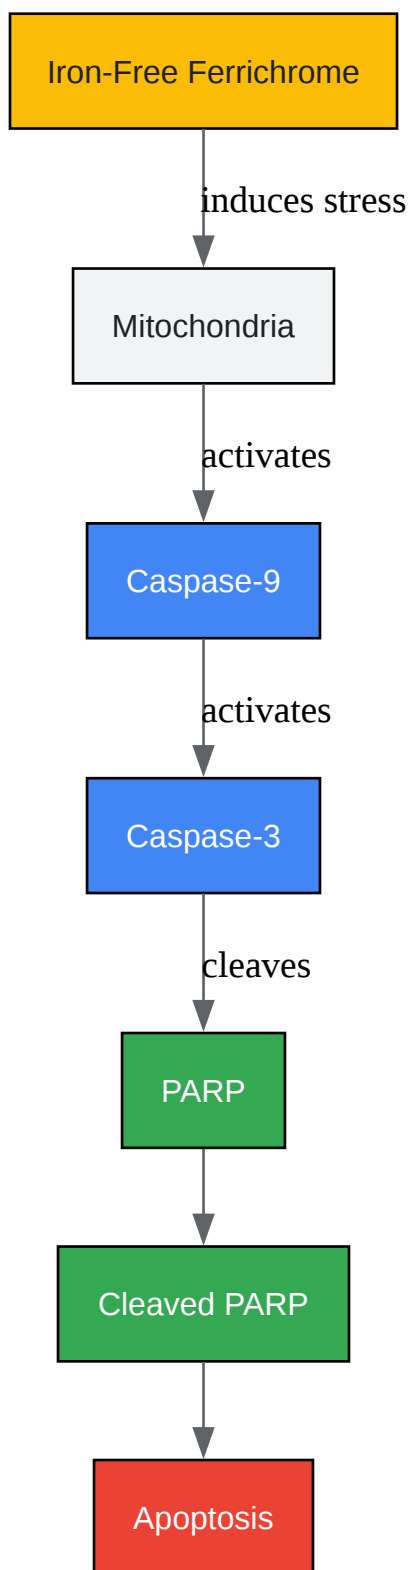 Iron-Free Ferrichrome
induces stress
Mitochondria
activates
Caspase-9
activates
Caspase-3
cleaves
PARP
Cleaved PARP
Apoptosis